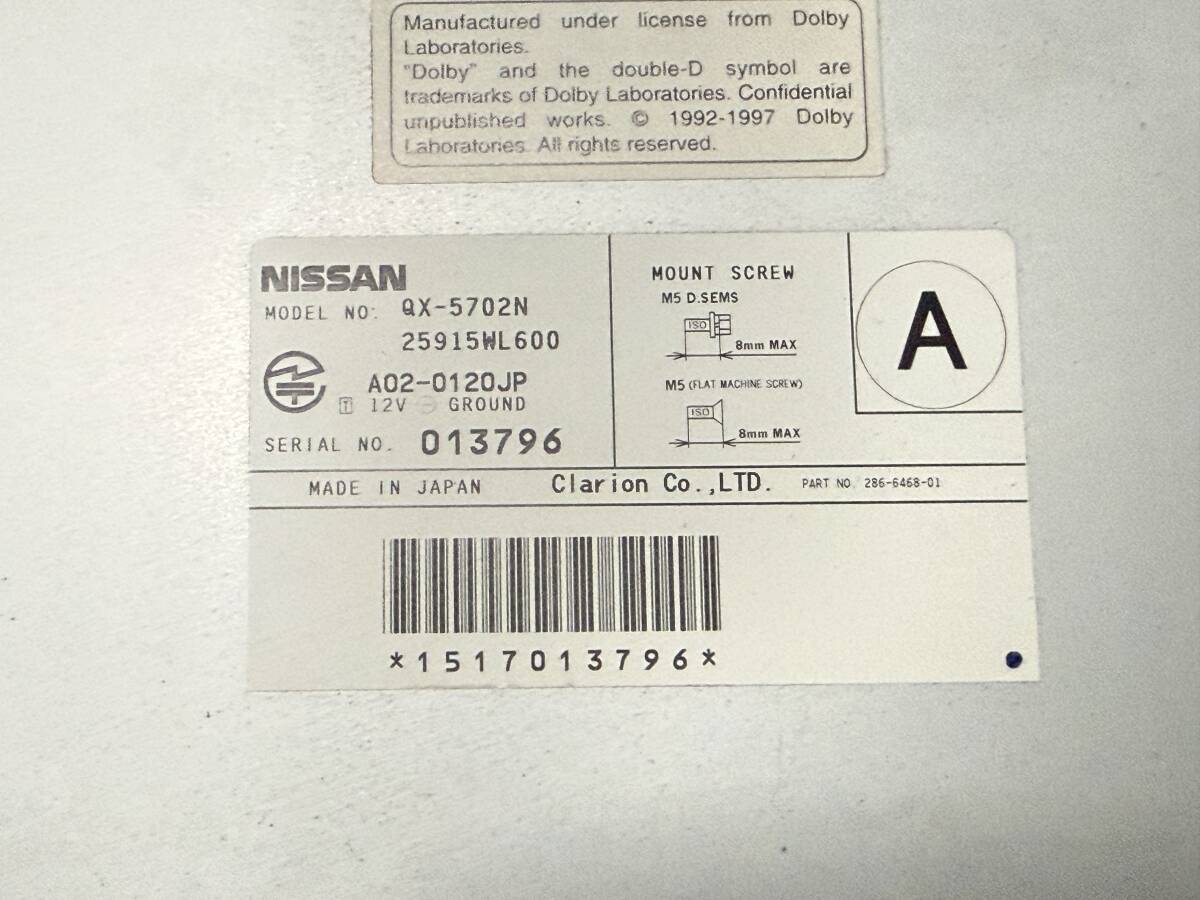 Manufactured under license from Dolby
Laboratories.
"Dolby" and the double-D symbol are
trademarks of Dolby Laboratories. Confidential
unpublished works. © 1992-1997 Dolby
Laboratories. All rights reserved.
NISSAN
MODEL NO. QX-5702N
25915WL600
A02-0120JP
T 12V ⊖ GROUND
SERIAL NO. 013796
MOUNT SCREW
M5 D.SEMS
ISO
8mm MAX
M5 (FLAT MACHINE SCREW)
ISO
8mm MAX
A
MADE IN JAPAN Clarion Co.,LTD. PART NO. 286-6468-01
*1517013796*